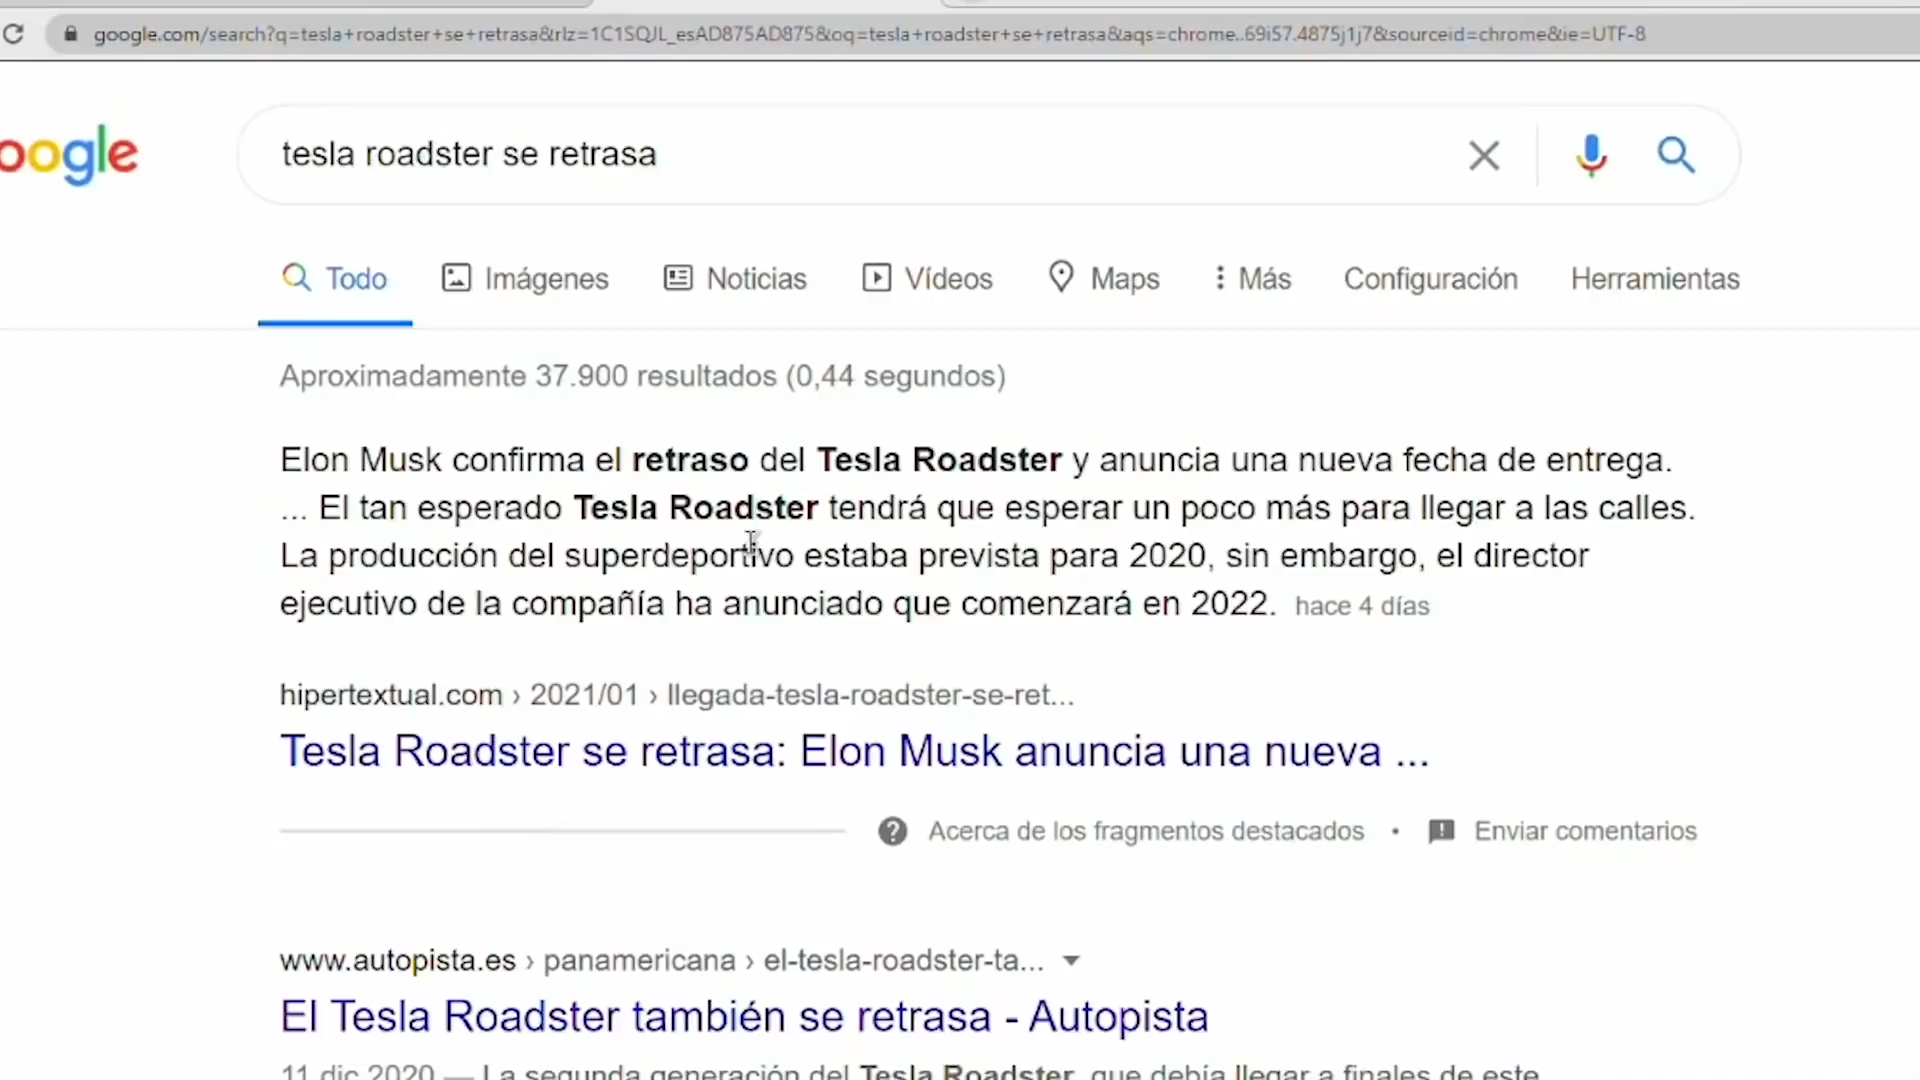 google.com/search?q=tesla+roadster+se+retrasa&rlz=1C1SQJL_esAD875AD875&oq=tesla+roadster+se+retrasa&aqs=chrome..69i57.4875j1j7&sourceid=chrome&ie=UTF-8
oogle
tesla roadster se retrasa
Todo Imágenes Noticias Vídeos Maps Más Configuración Herramientas
Aproximadamente 37.900 resultados (0,44 segundos)
Elon Musk confirma el retraso del Tesla Roadster y anuncia una nueva fecha de entrega.
... El tan esperado Tesla Roadster tendrá que esperar un poco más para llegar a las calles.
La producción del superdeportivo estaba prevista para 2020, sin embargo, el director
ejecutivo de la compañía ha anunciado que comenzará en 2022. hace 4 días
hipertextual.com › 2021/01 › llegada-tesla-roadster-se-ret...
Tesla Roadster se retrasa: Elon Musk anuncia una nueva ...
Acerca de los fragmentos destacados • Enviar comentarios
www.autopista.es › panamericana › el-tesla-roadster-ta...
El Tesla Roadster también se retrasa - Autopista
11 dic 2020 — La segunda generación del Tesla Roadster, que debía llegar a finales de este